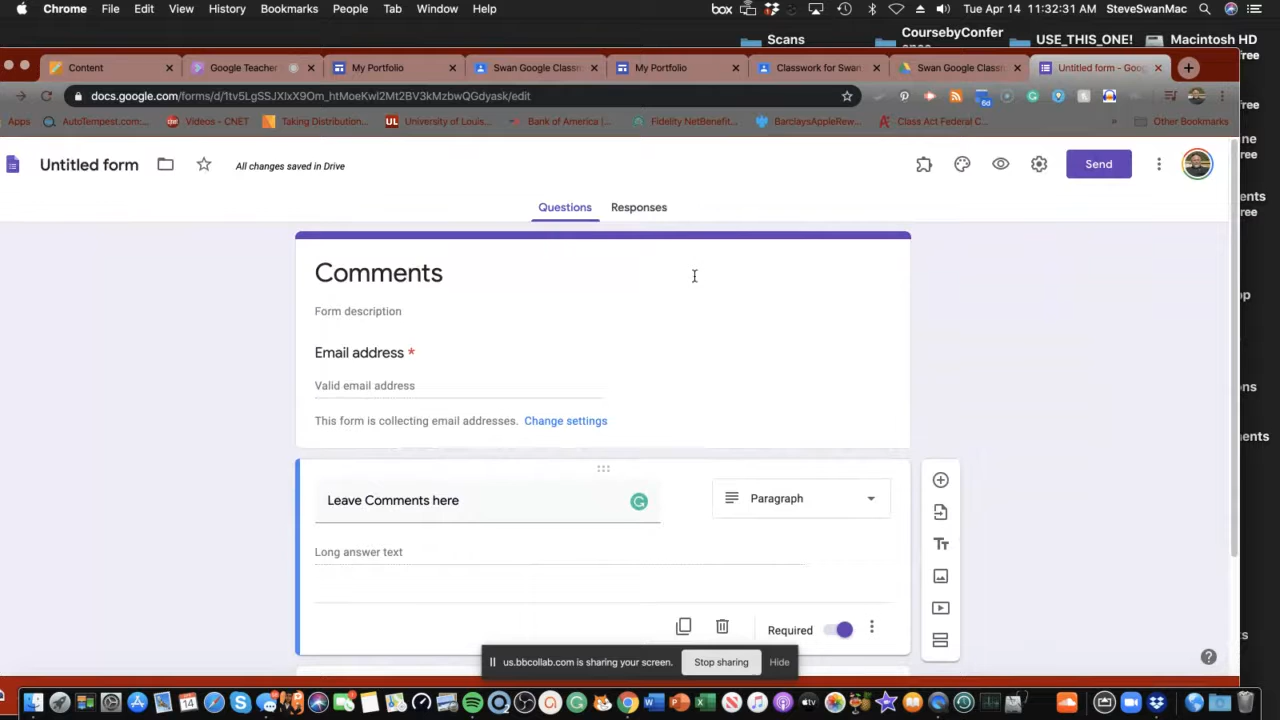 Chrome File Edit View History Bookmarks People Tab Window Help box Tue Apr 14 11:32:31 AM SteveSwanMac
Scans CoursebyConfer USE_THIS_ONE! Macintosh HD
Content Google Teacher My Portfolio Swan Google Classn My Portfolio Classwork for Swan Swan Google Classn Untitled form - Goog
docs.google.com/forms/d/1tv5LgSSJXIxX9Om_htMoeKwl2Mt2BV3kMzbwQGdyask/edit
6d
Apps AutoTempest.com:... Videos - CNET Taking Distribution... University of Louis... Bank of America |... Fidelity NetBenefit... BarclaysAppleRew... Class Act Federal C... » Other Bookmarks
Untitled form All changes saved in Drive Send
Questions Responses
Comments
Form description
Email address *
Valid email address
This form is collecting email addresses. Change settings
Leave Comments here Paragraph
Long answer text
Required
us.bbcollab.com is sharing your screen. Stop sharing Hide